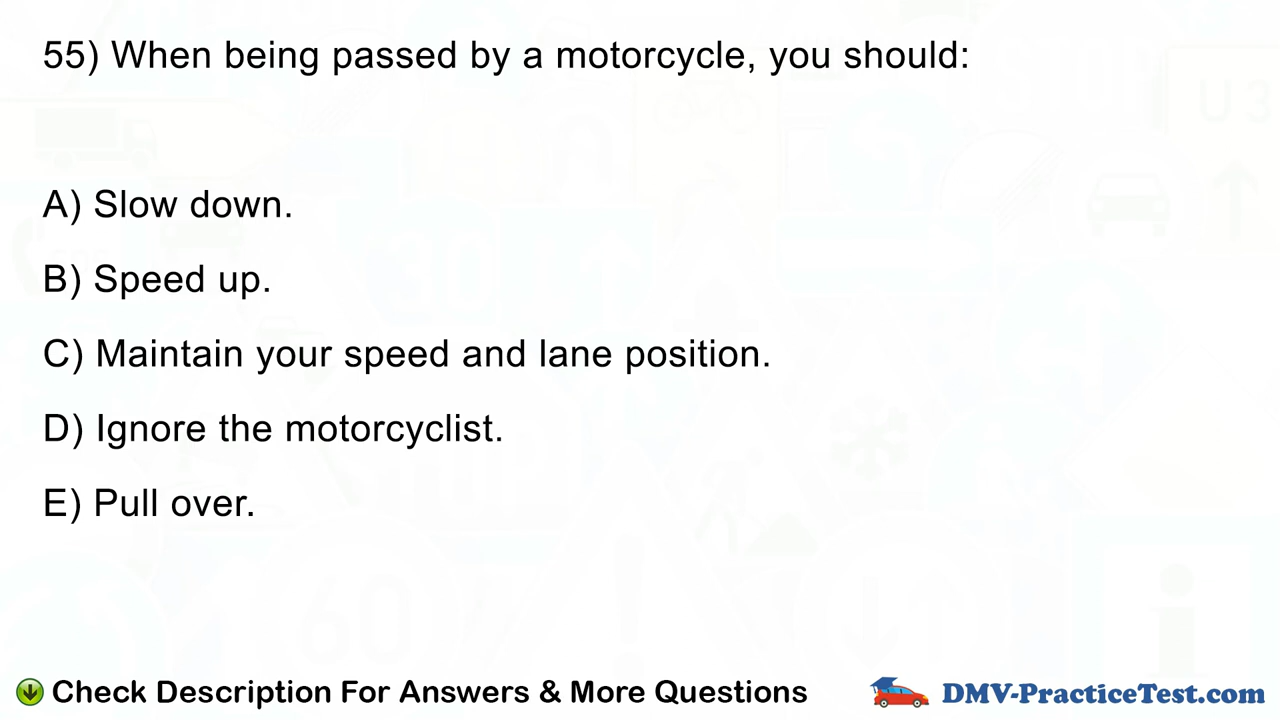 55) When being passed by a motorcycle, you should:
A) Slow down.
B) Speed up.
C) Maintain your speed and lane position.
D) Ignore the motorcyclist.
E) Pull over.
Check Description For Answers & More Questions
DMV-PracticeTest.com